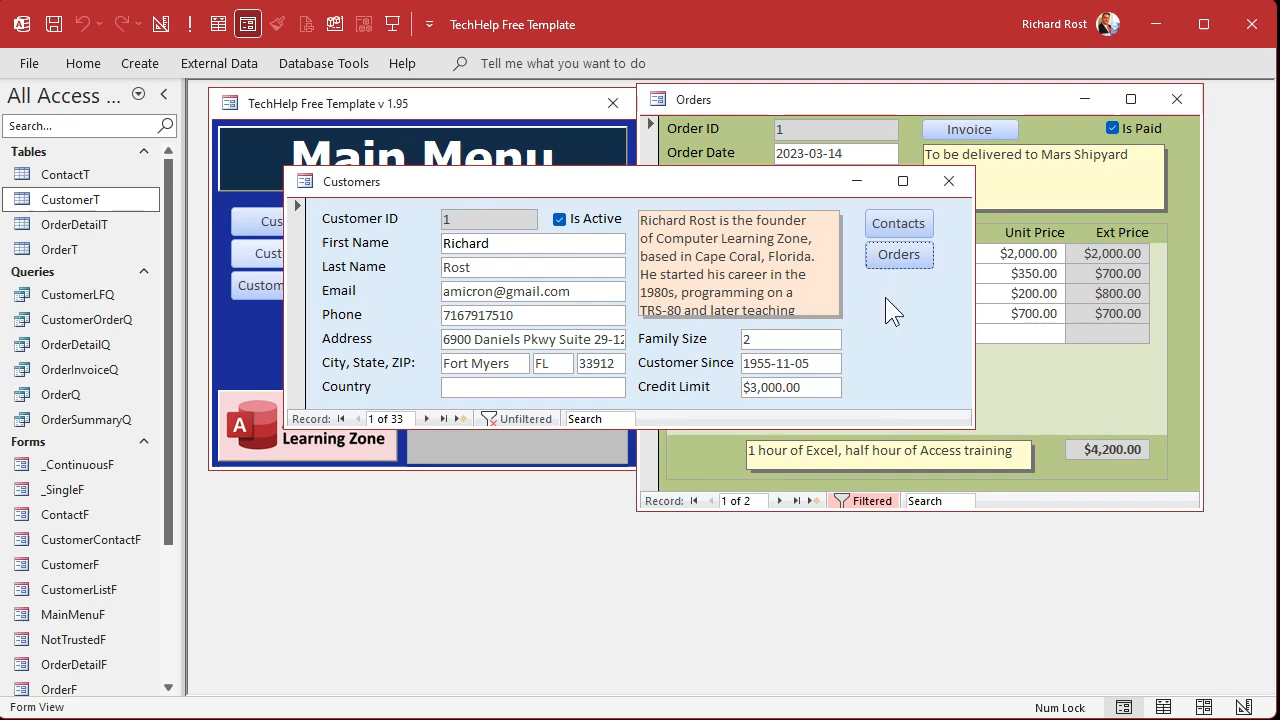 TechHelp Free Template
Richard Rost
File
Home
Create
External Data
Database Tools
Help
Tell me what you want to do
All Access ...
Search...
Tables
ContactT
CustomerT
OrderDetailT
OrderT
Queries
CustomerLFQ
CustomerOrderQ
OrderDetailQ
OrderInvoiceQ
OrderQ
OrderSummaryQ
Forms
_ContinuousF
_SingleF
ContactF
CustomerContactF
CustomerF
CustomerListF
MainMenuF
NotTrustedF
OrderDetailF
OrderF
TechHelp Free Template v 1.95
Main Menu
Cus
Cust
Custom
A
Learning Zone
Orders
Order ID
1
Invoice
Is Paid
Order Date
2023-03-14
To be delivered to Mars Shipyard
Unit Price
Ext Price
$2,000.00
$2,000.00
$350.00
$700.00
$200.00
$800.00
$700.00
$700.00
1 hour of Excel, half hour of Access training
$4,200.00
Record:
1 of 2
Filtered
Search
Customers
Customer ID
1
Is Active
First Name
Richard
Last Name
Rost
Email
amicron@gmail.com
Phone
7167917510
Address
6900 Daniels Pkwy Suite 29-12
City, State, ZIP:
Fort Myers
FL
33912
Country
Richard Rost is the founder
of Computer Learning Zone,
based in Cape Coral, Florida.
He started his career in the
1980s, programming on a
TRS-80 and later teaching
Family Size
2
Customer Since
1955-11-05
Credit Limit
$3,000.00
Contacts
Orders
Record:
1 of 33
Unfiltered
Search
Form View
Num Lock